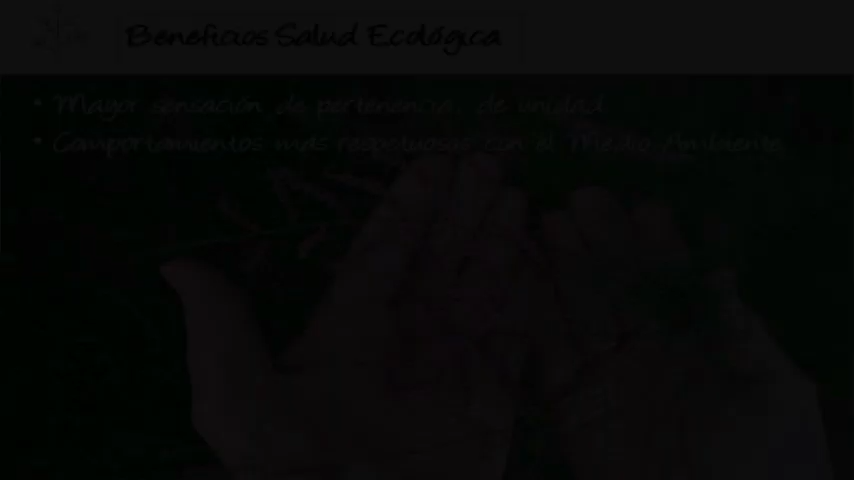 Beneficios Salud Ecológica
• Mayor sensación de pertenencia, de unidad
• Comportamientos más respetuosos con el Medio Ambiente